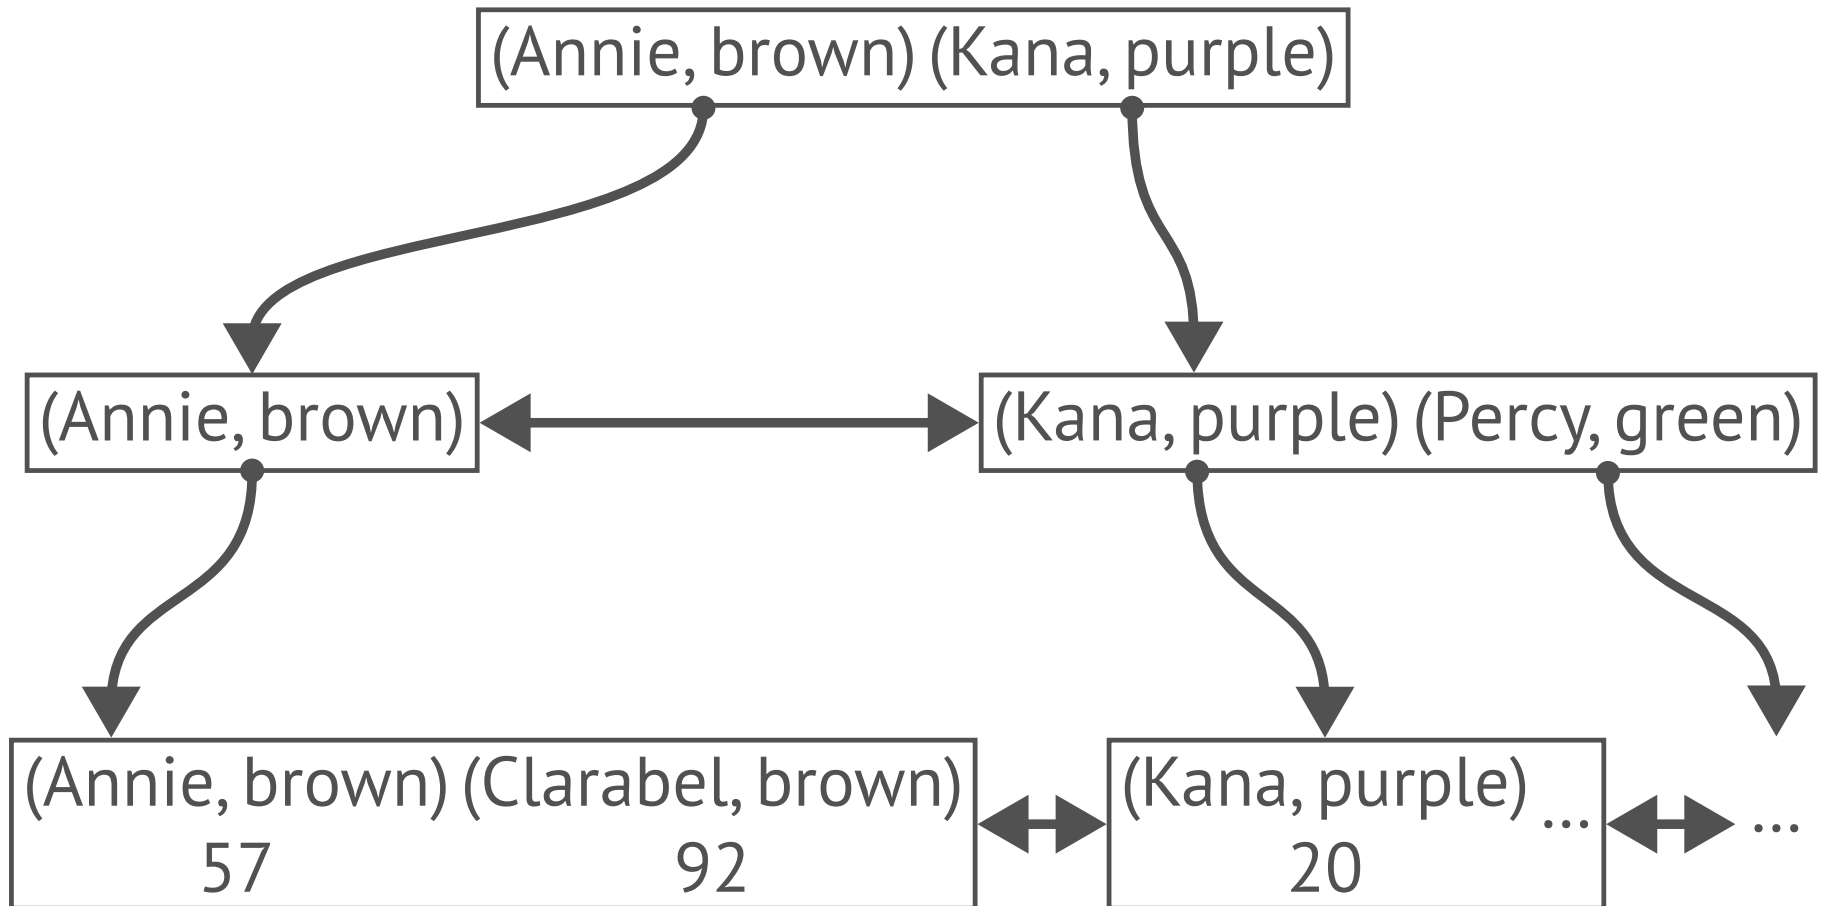 (Annie, brown) (Kana, purple)
(Annie, brown)
(Kana, purple) (Percy, green)
(Annie, brown) (Clarabel, brown)
57 92
(Kana, purple) ...
20
...